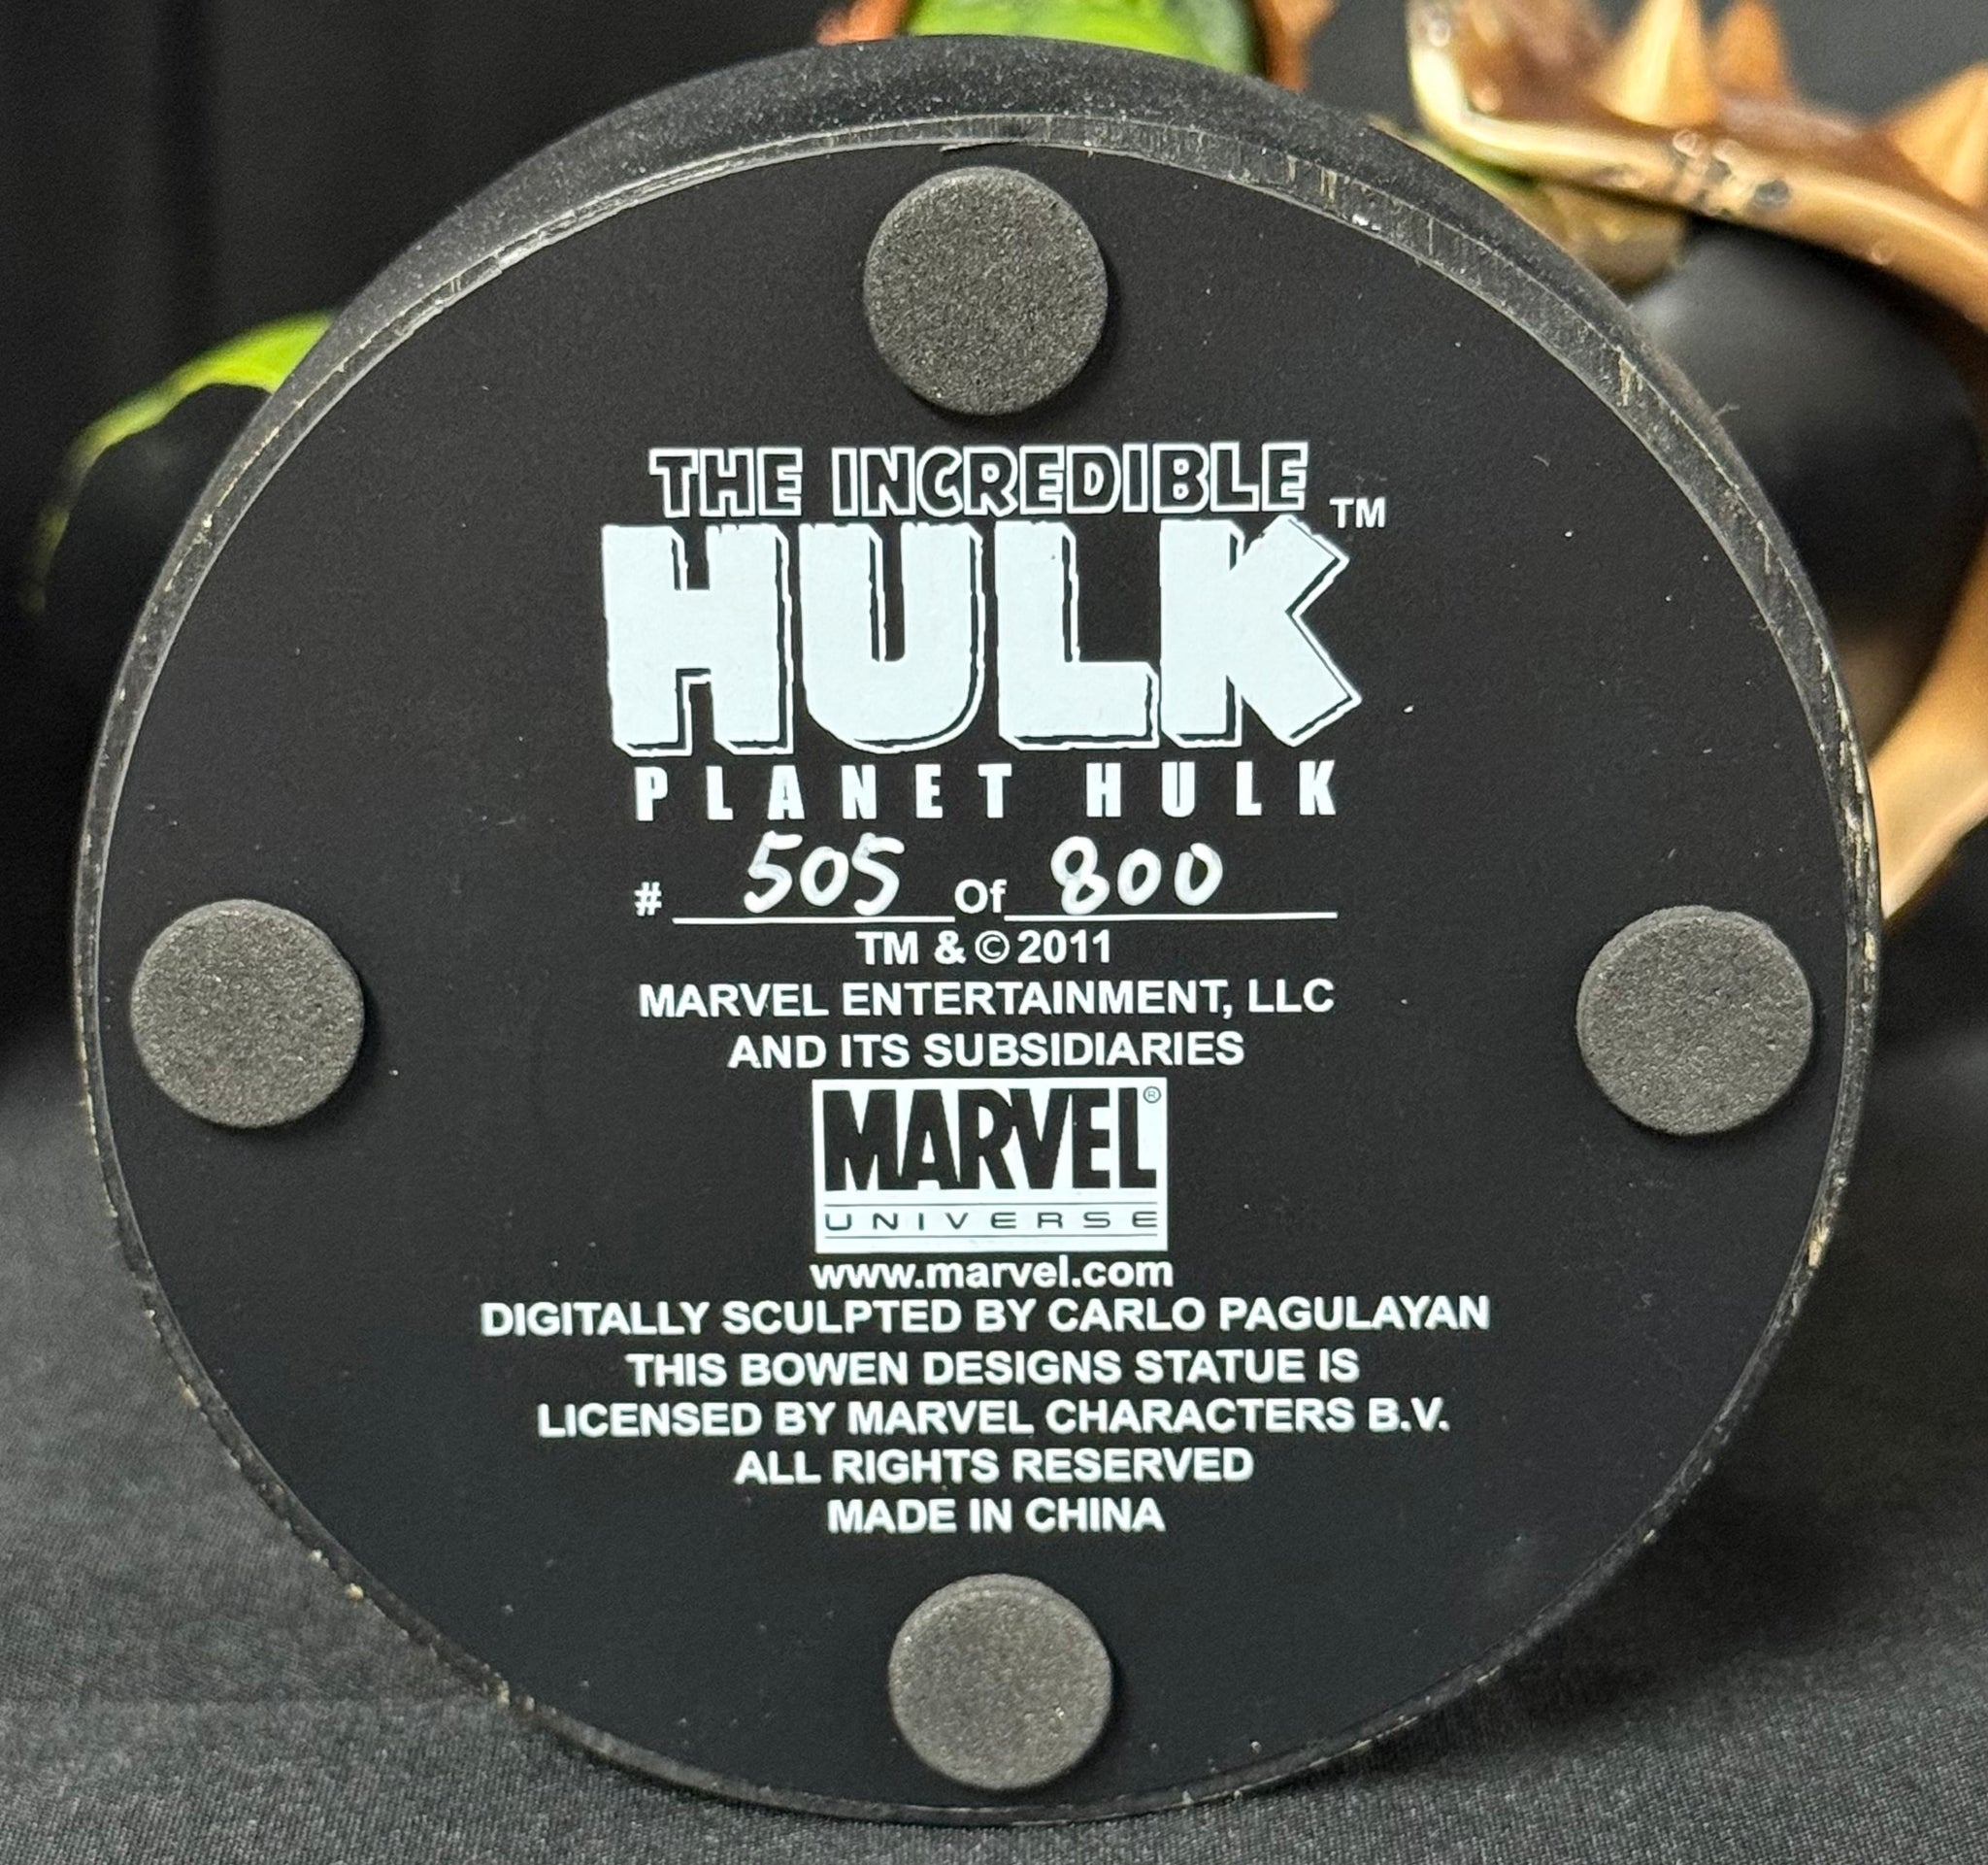 THE INCREDIBLE TM
HULK
PLANET HULK
# 505 Of 800
TM & © 2011
MARVEL ENTERTAINMENT, LLC
AND ITS SUBSIDIARIES
MARVEL ®
UNIVERSE
www.marvel.com
DIGITALLY SCULPTED BY CARLO PAGULAYAN
THIS BOWEN DESIGNS STATUE IS
LICENSED BY MARVEL CHARACTERS B.V.
ALL RIGHTS RESERVED
MADE IN CHINA